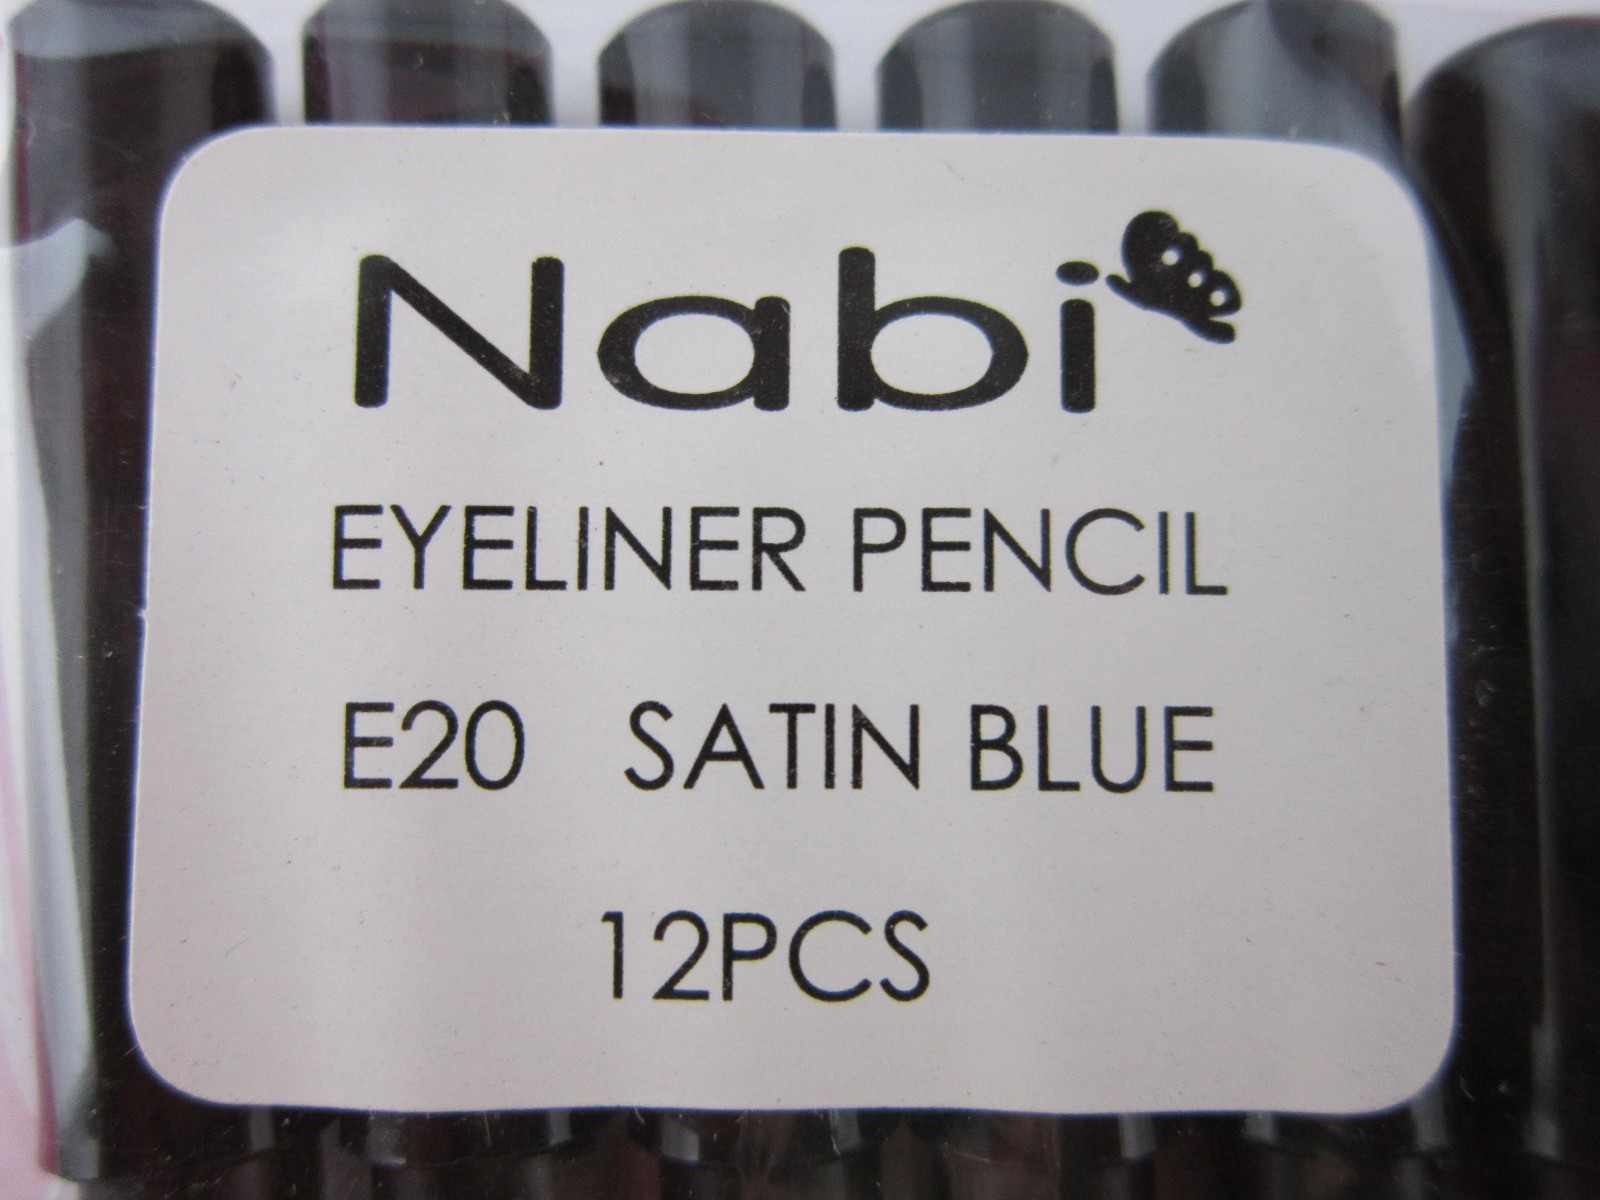 Nabi
EYELINER PENCIL
E20 SATIN BLUE
12PCS